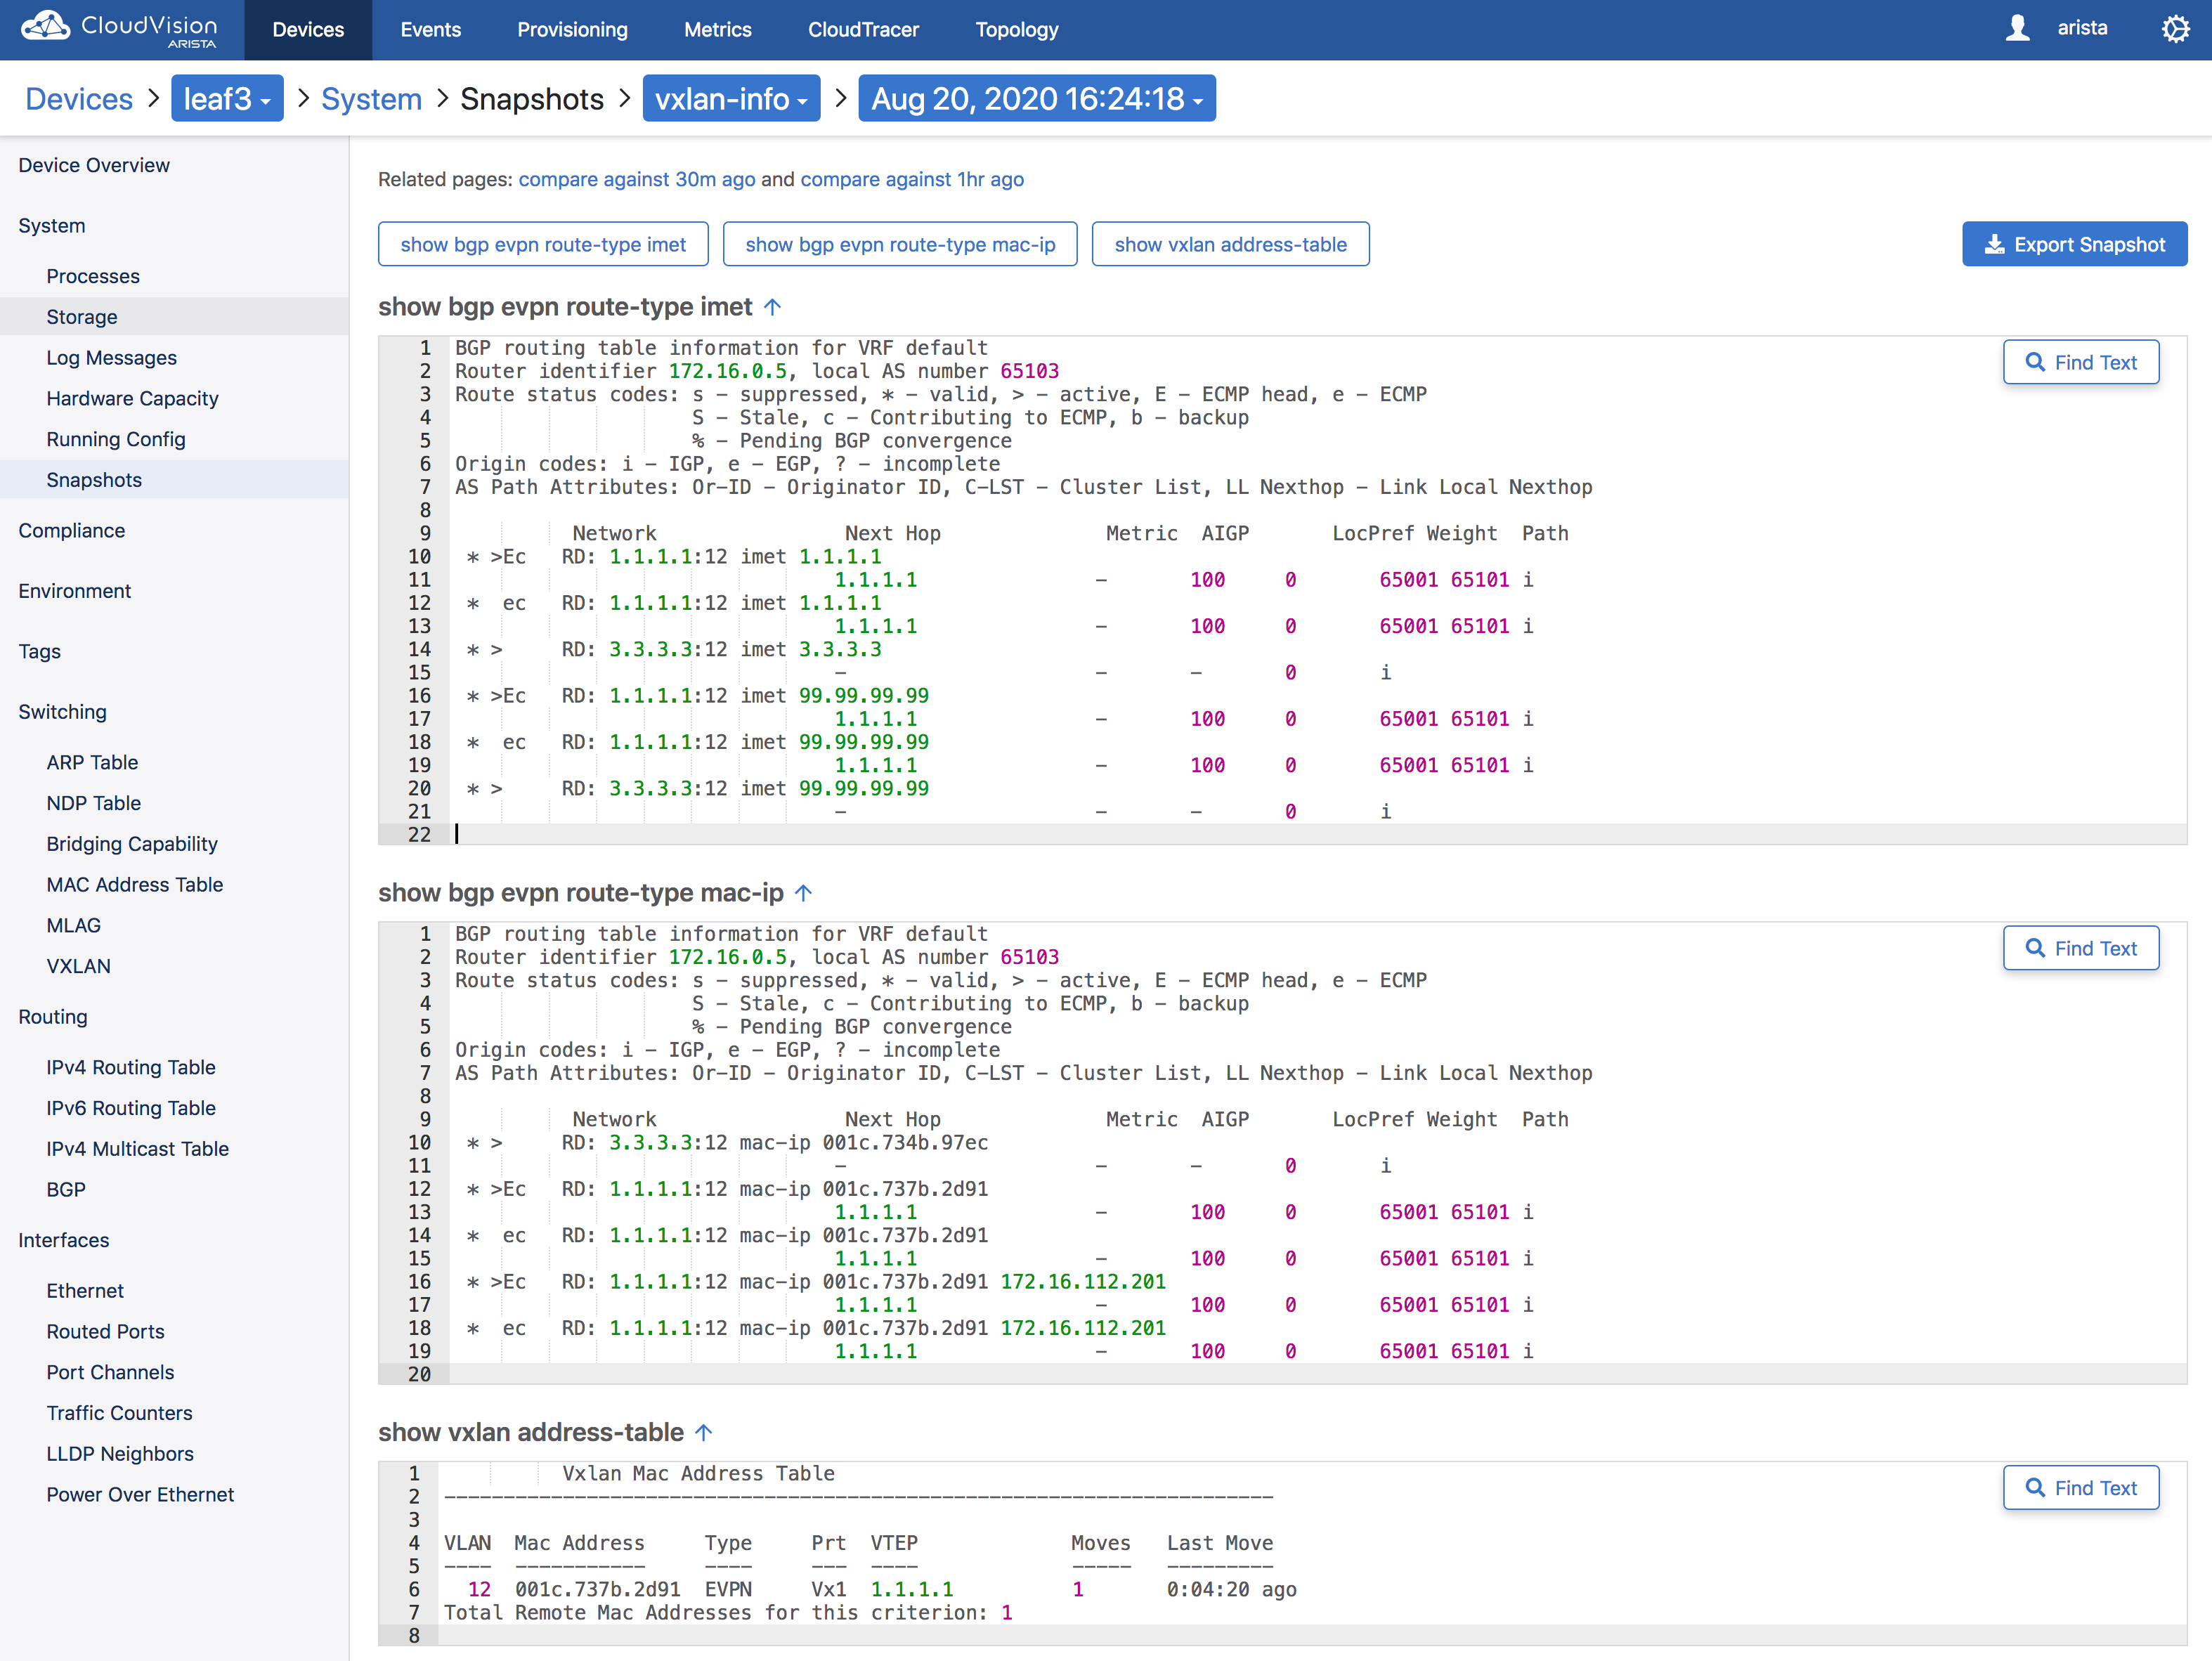 CloudVision
ARISTA
Devices Events Provisioning Metrics CloudTracer Topology arista
Devices > leaf3 > System > Snapshots > vxlan-info > Aug 20, 2020 16:24:18
Device Overview
System
Processes
Storage
Log Messages
Hardware Capacity
Running Config
Snapshots
Compliance
Environment
Tags
Switching
ARP Table
NDP Table
Bridging Capability
MAC Address Table
MLAG
VXLAN
Routing
IPv4 Routing Table
IPv6 Routing Table
IPv4 Multicast Table
BGP
Interfaces
Ethernet
Routed Ports
Port Channels
Traffic Counters
LLDP Neighbors
Power Over Ethernet
Related pages: compare against 30m ago and compare against 1hr ago
show bgp evpn route-type imet show bgp evpn route-type mac-ip show vxlan address-table Export Snapshot
show bgp evpn route-type imet ↑
Find Text
1 BGP routing table information for VRF default
2 Router identifier 172.16.0.5, local AS number 65103
3 Route status codes: s - suppressed, * - valid, > - active, E - ECMP head, e - ECMP
4 S - Stale, c - Contributing to ECMP, b - backup
5 % - Pending BGP convergence
6 Origin codes: i - IGP, e - EGP, ? - incomplete
7 AS Path Attributes: Or-ID - Originator ID, C-LST - Cluster List, LL Nexthop - Link Local Nexthop
8
9 Network Next Hop Metric AIGP LocPref Weight Path
10 * >Ec RD: 1.1.1.1:12 imet 1.1.1.1
11 1.1.1.1 - 100 0 65001 65101 i
12 * ec RD: 1.1.1.1:12 imet 1.1.1.1
13 1.1.1.1 - 100 0 65001 65101 i
14 * > RD: 3.3.3.3:12 imet 3.3.3.3
15 - - - 0 i
16 * >Ec RD: 1.1.1.1:12 imet 99.99.99.99
17 1.1.1.1 - 100 0 65001 65101 i
18 * ec RD: 1.1.1.1:12 imet 99.99.99.99
19 1.1.1.1 - 100 0 65001 65101 i
20 * > RD: 3.3.3.3:12 imet 99.99.99.99
21 - - - 0 i
22
show bgp evpn route-type mac-ip ↑
Find Text
1 BGP routing table information for VRF default
2 Router identifier 172.16.0.5, local AS number 65103
3 Route status codes: s - suppressed, * - valid, > - active, E - ECMP head, e - ECMP
4 S - Stale, c - Contributing to ECMP, b - backup
5 % - Pending BGP convergence
6 Origin codes: i - IGP, e - EGP, ? - incomplete
7 AS Path Attributes: Or-ID - Originator ID, C-LST - Cluster List, LL Nexthop - Link Local Nexthop
8
9 Network Next Hop Metric AIGP LocPref Weight Path
10 * > RD: 3.3.3.3:12 mac-ip 001c.734b.97ec
11 - - - 0 i
12 * >Ec RD: 1.1.1.1:12 mac-ip 001c.737b.2d91
13 1.1.1.1 - 100 0 65001 65101 i
14 * ec RD: 1.1.1.1:12 mac-ip 001c.737b.2d91
15 1.1.1.1 - 100 0 65001 65101 i
16 * >Ec RD: 1.1.1.1:12 mac-ip 001c.737b.2d91 172.16.112.201
17 1.1.1.1 - 100 0 65001 65101 i
18 * ec RD: 1.1.1.1:12 mac-ip 001c.737b.2d91 172.16.112.201
19 1.1.1.1 - 100 0 65001 65101 i
20
show vxlan address-table ↑
Find Text
1 Vxlan Mac Address Table
2 ----------------------------------------------------------------------
3
4 VLAN Mac Address Type Prt VTEP Moves Last Move
5 ---- ----------- ---- --- ---- ----- ---------
6 12 001c.737b.2d91 EVPN Vx1 1.1.1.1 1 0:04:20 ago
7 Total Remote Mac Addresses for this criterion: 1
8